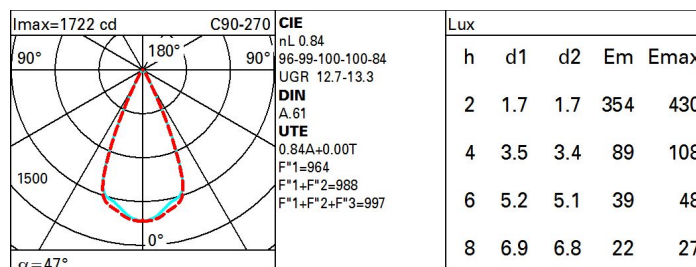 Imax=1722 cd C90-270
90° 180° 90°
1500
0°
α=47°
CIE
nL 0.84
96-99-100-100-84
UGR 12.7-13.3
DIN
A.61
UTE
0.84A+0.00T
F"1=964
F"1+F"2=988
F"1+F"2+F"3=997
Lux
h d1 d2 Em Emax
2 1.7 1.7 354 430
4 3.5 3.4 89 108
6 5.2 5.1 39 48
8 6.9 6.8 22 27